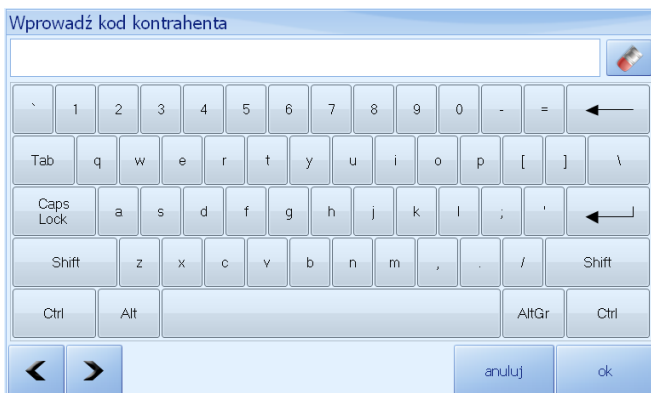 Wprowadź kod kontrahenta
` 1 2 3 4 5 6 7 8 9 0 - =
Tab q w e r t y u i o p [ ] \
Caps Lock a s d f g h j k l ; '
Shift z x c v b n m , . / Shift
Ctrl Alt AltGr Ctrl
anuluj ok